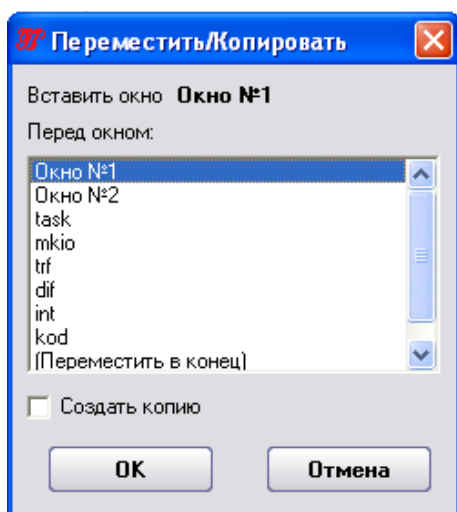 Переместить/Копировать
Вставить окно Окно №1
Перед окном:
Окно №1
Окно №2
task
mkio
trf
dif
int
kod
(Переместить в конец)
Создать копию
OK Отмена